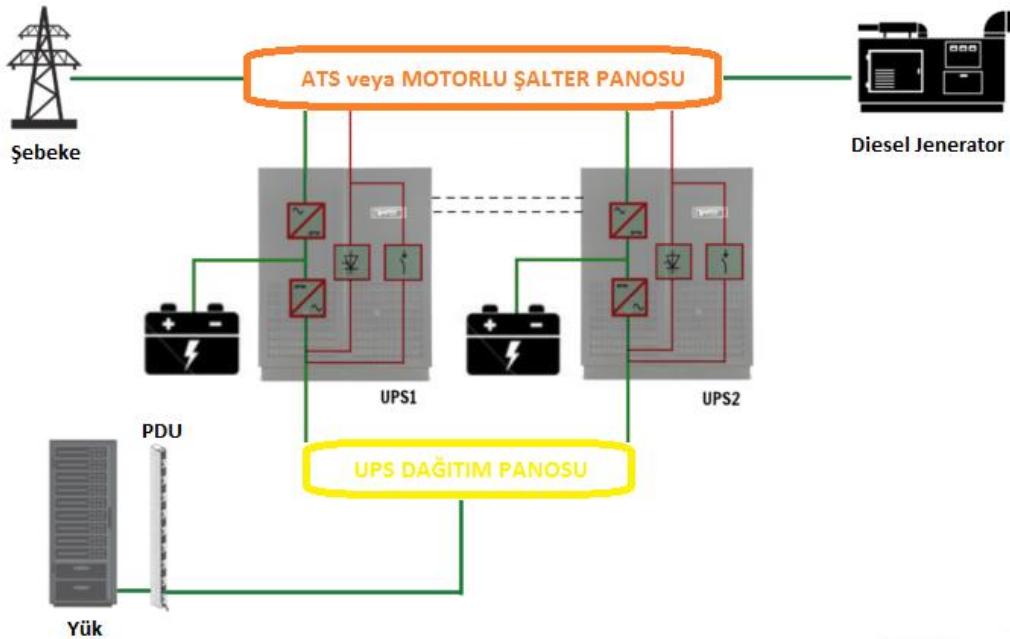 ATS veya MOTORLU ŞALTER PANOSU
Şebeke
Diesel Jenerator
UPS1
UPS2
PDU
UPS DAĞITIM PANOSU
Yük